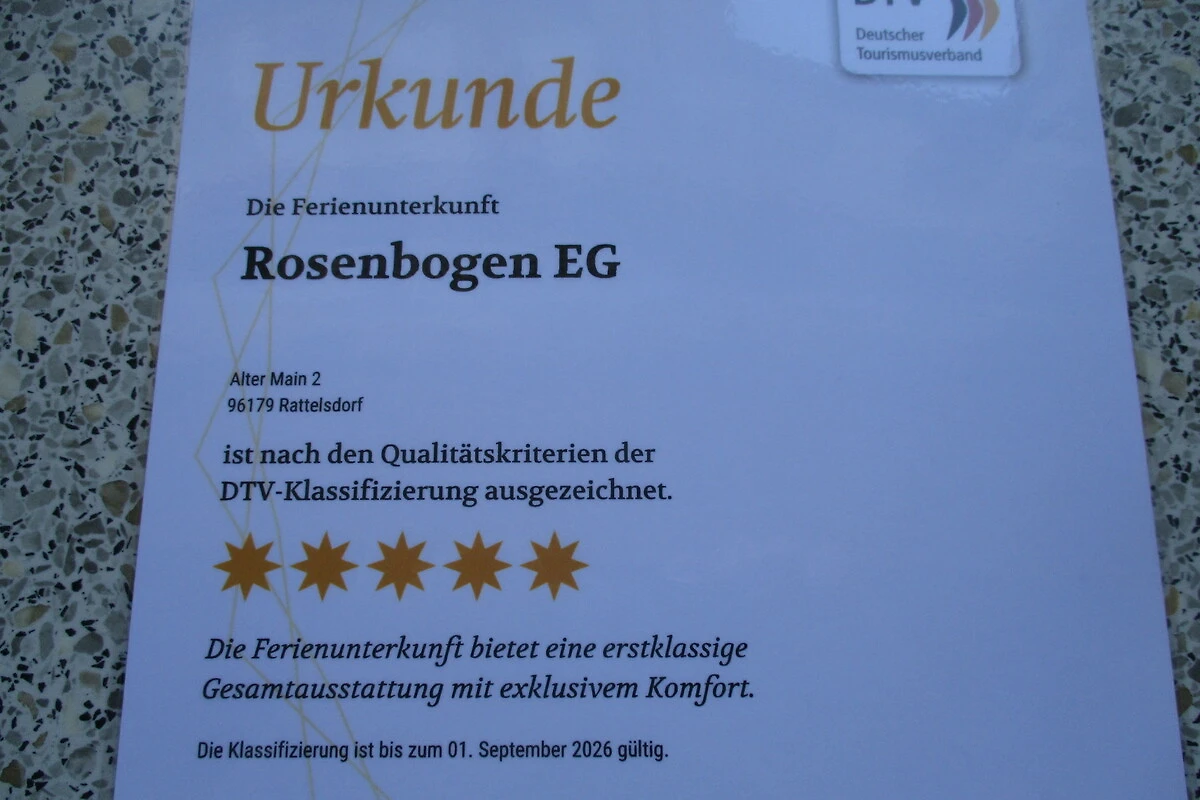 DTV
Deutscher
Tourismusverband
Urkunde
Die Ferienunterkunft
Rosenbogen EG
Alter Main 2
96179 Rattelsdorf
ist nach den Qualitätskriterien der
DTV-Klassifizierung ausgezeichnet.
Die Ferienunterkunft bietet eine erstklassige
Gesamtausstattung mit exklusivem Komfort.
Die Klassifizierung ist bis zum 01. September 2026 gültig.